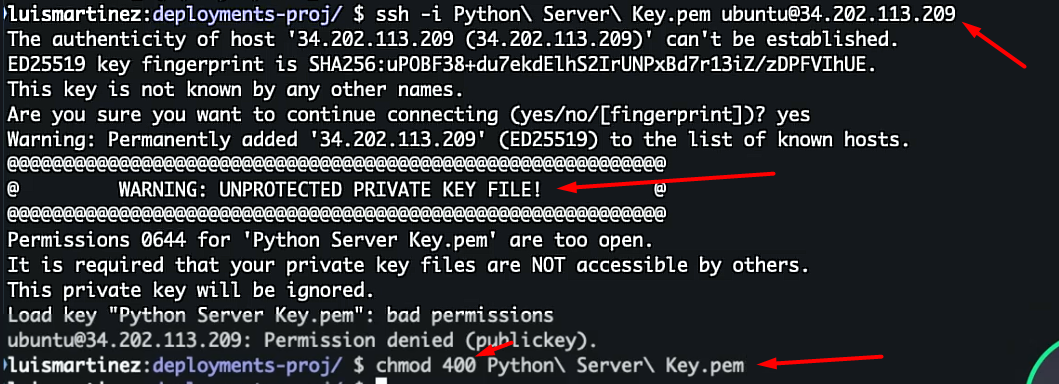 luismartinez:deployments-proj/ $ ssh -i Python\ Server\ Key.pem ubuntu@34.202.113.209
The authenticity of host '34.202.113.209 (34.202.113.209)' can't be established.
ED25519 key fingerprint is SHA256:uPOBF38+du7ekdElhS2IrUNPxBd7r13iZ/zDPFVIhUE.
This key is not known by any other names.
Are you sure you want to continue connecting (yes/no/[fingerprint])? yes
Warning: Permanently added '34.202.113.209' (ED25519) to the list of known hosts.
@@@@@@@@@@@@@@@@@@@@@@@@@@@@@@@@@@@@@@@@@@@@@@@@@@@@@@@@@@@
@         WARNING: UNPROTECTED PRIVATE KEY FILE!          @
@@@@@@@@@@@@@@@@@@@@@@@@@@@@@@@@@@@@@@@@@@@@@@@@@@@@@@@@@@@
Permissions 0644 for 'Python Server Key.pem' are too open.
It is required that your private key files are NOT accessible by others.
This private key will be ignored.
Load key "Python Server Key.pem": bad permissions
ubuntu@34.202.113.209: Permission denied (publickey).
luismartinez:deployments-proj/ $ chmod 400 Python\ Server\ Key.pem